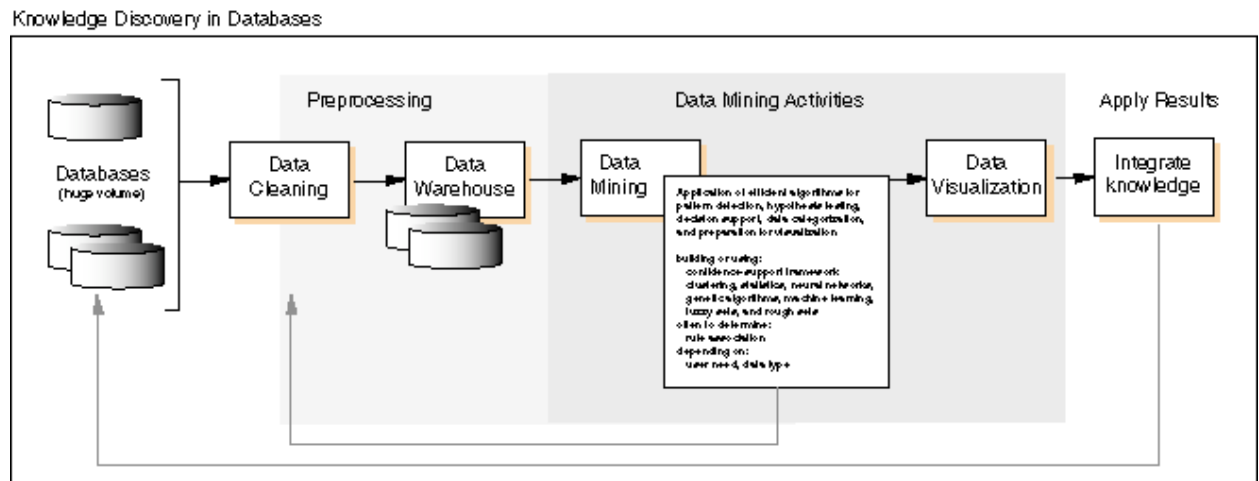 Knowledge Discovery in Databases
Preprocessing
Data Mining Activities
Apply Results
Databases
(huge volume)
Data
Cleaning
Data
Warehouse
Data
Mining
Data
Visualization
Integrate
knowledge
Application of efficient algorithms for
pattern detection, hypothesis testing,
decision support, data categorization,
and preparation for visualization
building or using:
confidence-support framework
clustering, statistics, neural networks,
genetic algorithms, machine learning,
fuzzy sets, and rough sets
often to determine:
rule association
depending on:
user need, data type